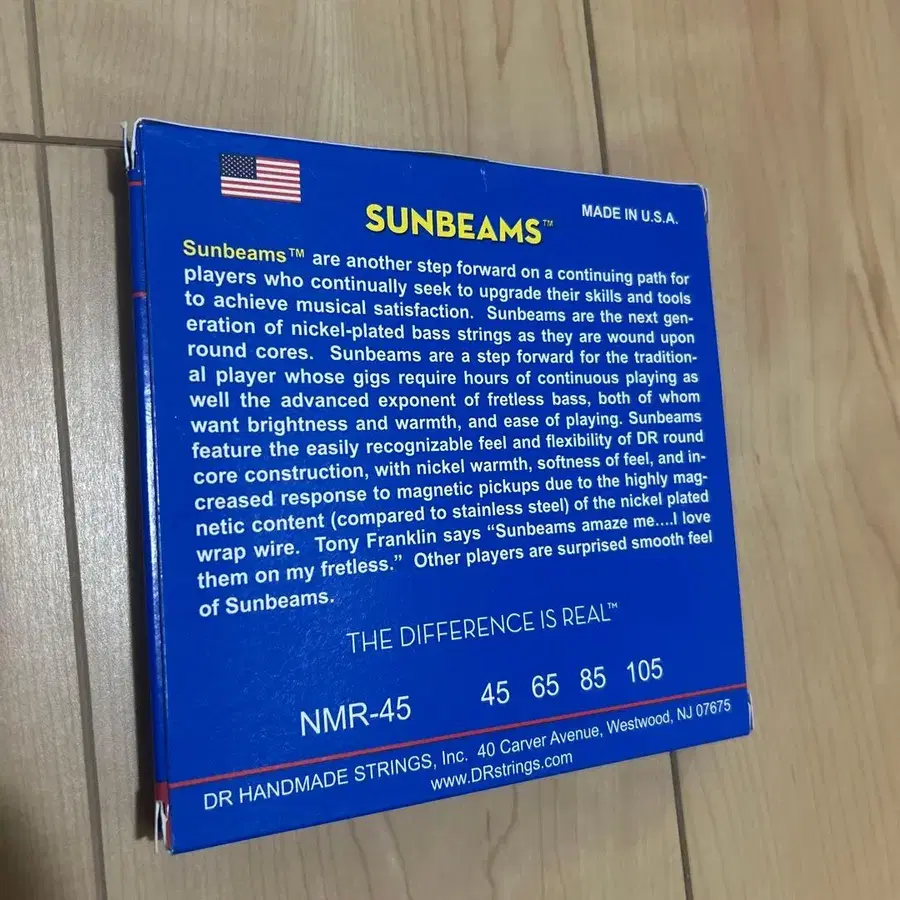 SUNBEAMS™
MADE IN U.S.A.
Sunbeams™ are another step forward on a continuing path for
players who continually seek to upgrade their skills and tools
to achieve musical satisfaction. Sunbeams are the next gen-
eration of nickel-plated bass strings as they are wound upon
round cores. Sunbeams are a step forward for the tradition-
al player whose gigs require hours of continuous playing as
well the advanced exponent of fretless bass, both of whom
want brightness and warmth, and ease of playing. Sunbeams
feature the easily recognizable feel and flexibility of DR round
core construction, with nickel warmth, softness of feel, and in-
creased response to magnetic pickups due to the highly mag-
netic content (compared to stainless steel) of the nickel plated
wrap wire. Tony Franklin says “Sunbeams amaze me....I love
them on my fretless.” Other players are surprised smooth feel
of Sunbeams.
THE DIFFERENCE IS REAL™
NMR-45 45 65 85 105
DR HANDMADE STRINGS, Inc. 40 Carver Avenue, Westwood, NJ 07675
www.DRstrings.com